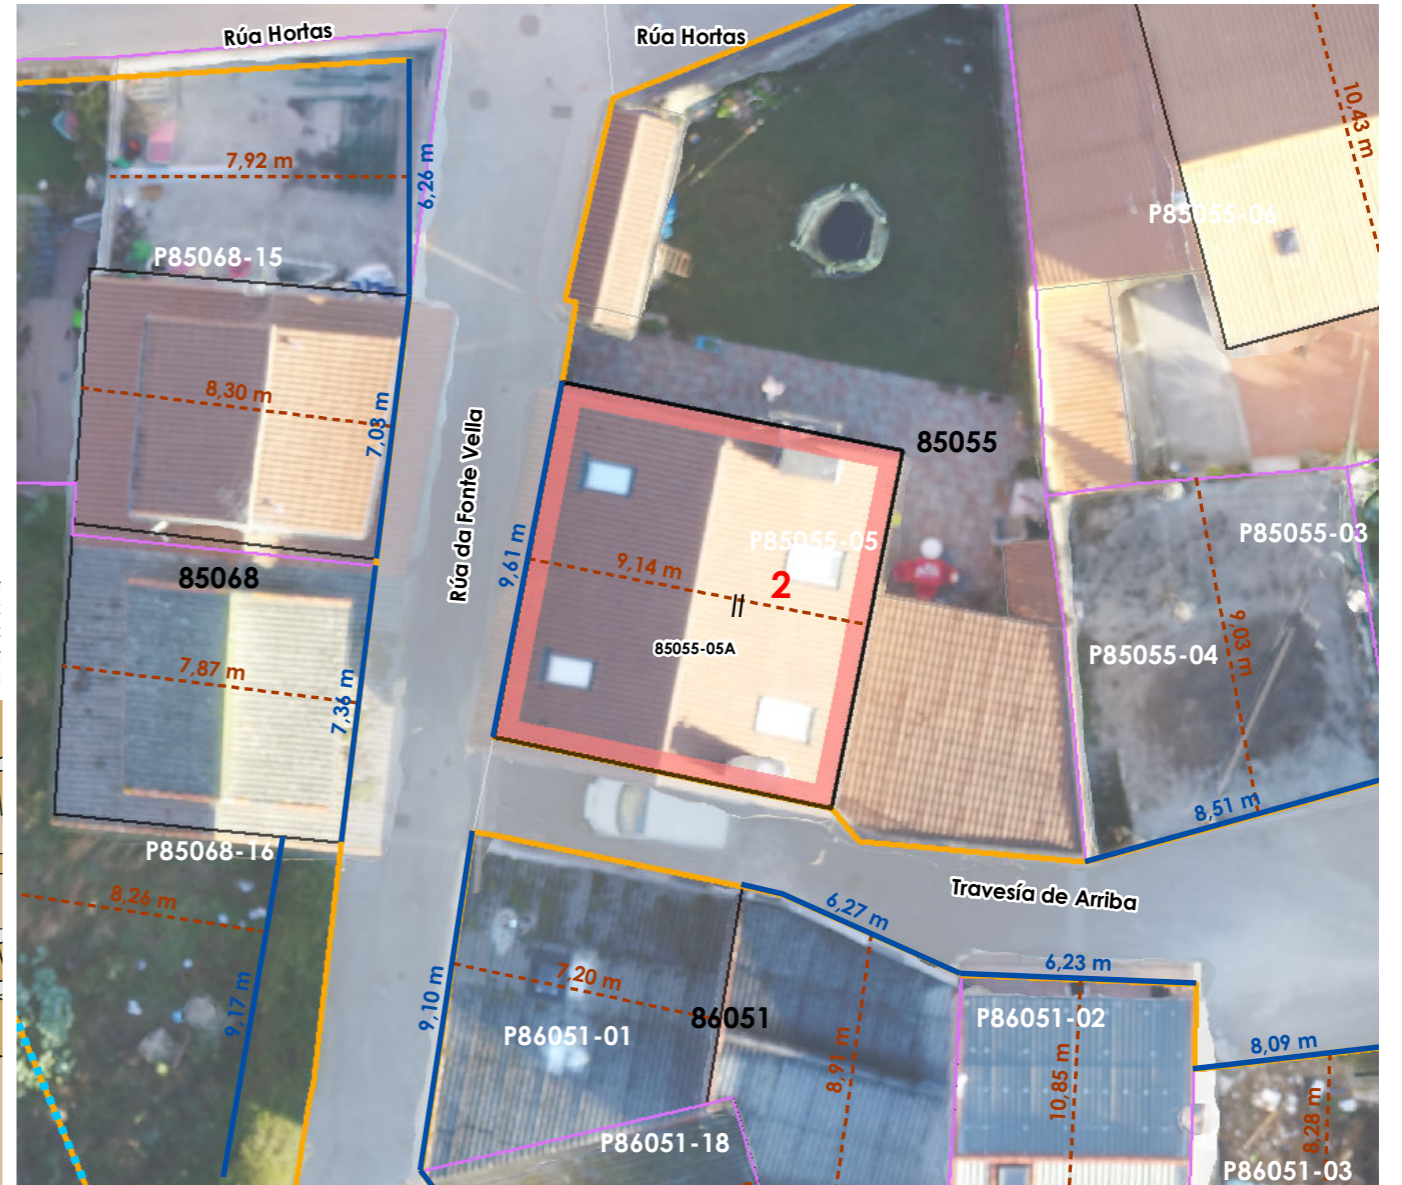 Rúa Hortas
Rúa Hortas
10,43 m
7,92 m
6,26 m
P85055-06
P85068-15
8,30 m
7,03 m
Rúa da Fonte Vella
85055
P85055-05
P85055-03
9,61 m
9,14 m
2
II
85068
85055-05A
P85055-04
9,03 m
7,87 m
7,36 m
8,51 m
P85068-16
8,26 m
Travesía de Arriba
6,27 m
6,23 m
9,17 m
9,10 m
7,20 m
86051
P86051-01
P86051-02
8,91 m
10,85 m
8,09 m
8,28 m
P86051-18
P86051-03